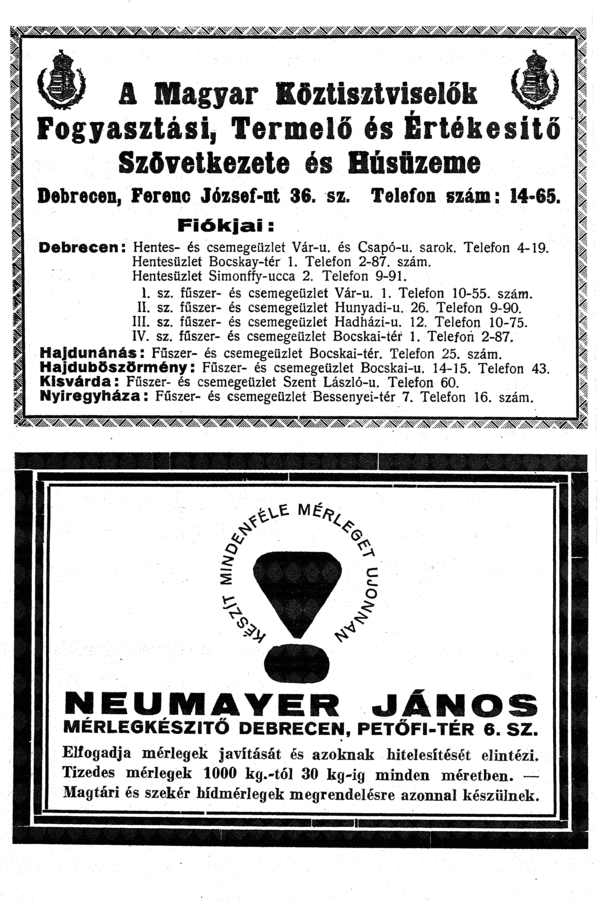 A Magyar Köztisztviselők
Fogyasztási, Termelő és Értékesítő
Szövetkezete és Húsüzeme
Debrecen, Ferenc József-ut 36. sz. Telefon szám: 14-65.
Fiókjai:
Debrecen: Hentes- és csemegeüzlet Vár-u. és Csapó-u. sarok. Telefon 4-19.
Hentesüzlet Bocskay-tér 1. Telefon 2-87. szám.
Hentesüzlet Simonffy-ucca 2. Telefon 9-91.
I. sz. fűszer- és csemegeüzlet Vár-u. 1. Telefon 10-55. szám.
II. sz. fűszer- és csemegeüzlet Hunyadi-u. 26. Telefon 9-90.
III. sz. fűszer- és csemegeüzlet Hadházi-u. 12. Telefon 10-75.
IV. sz. fűszer- és csemegeüzlet Bocskai-tér 1. Telefon 2-87.
Hajdunánás: Fűszer- és csemegeüzlet Bocskai-tér. Telefon 25. szám.
Hajduböszörmény: Fűszer- és csemegeüzlet Bocskai-u. 14-15. Telefon 43.
Kisvárda: Fűszer- és csemegeüzlet Szent László-u. Telefon 60.
Nyiregyháza: Fűszer- és csemegeüzlet Bessenyei-tér 7. Telefon 16. szám.
KÉSZÍT MINDENFÉLE MÉRLEGET UJONNAN
NEUMAYER JÁNOS
MÉRLEGKÉSZITŐ DEBRECEN, PETŐFI-TÉR 6. SZ.
Elfogadja mérlegek javítását és azoknak hitelesítését elintézi.
Tizedes mérlegek 1000 kg.-tól 30 kg-ig minden méretben. —
Magtári és szekér hídmérlegek megrendelésre azonnal készülnek.